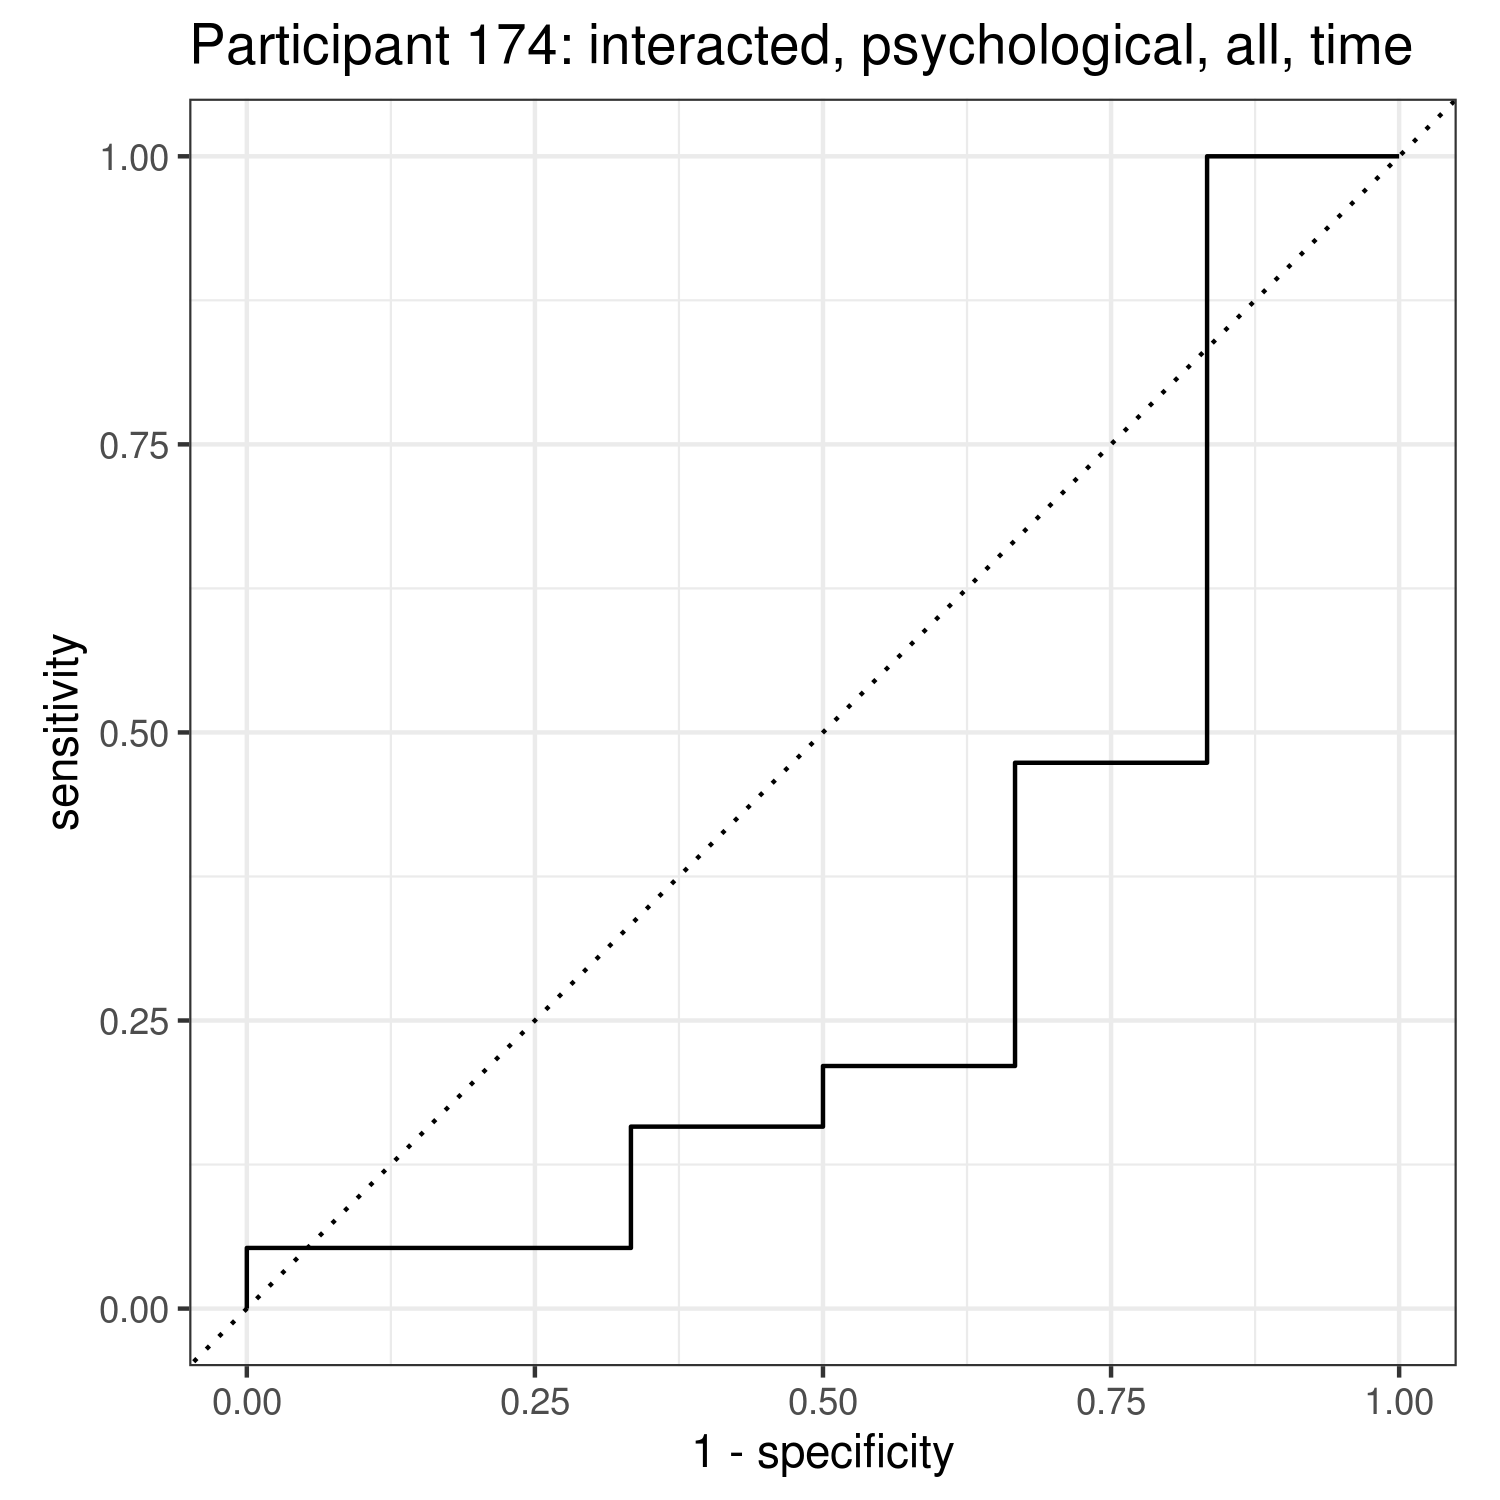 Participant 174: interacted, psychological, all, time
1.00
0.75
0.50
0.25
0.00
sensitivity
0.00 0.25 0.50 0.75 1.00
1 - specificity